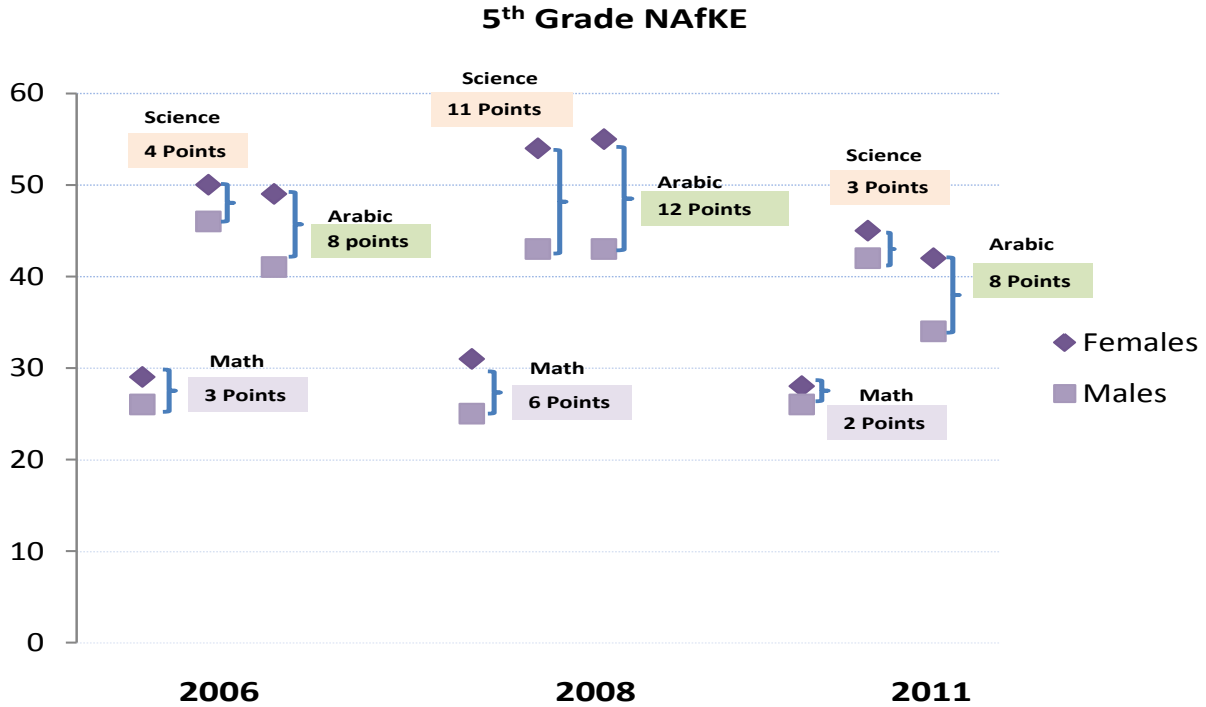 5th Grade NAfKE
60
50
40
30
20
10
0
Science
4 Points
Arabic
8 points
Math
3 Points
Science
11 Points
Arabic
12 Points
Math
6 Points
Science
3 Points
Arabic
8 Points
Math
2 Points
Females
Males
2006
2008
2011